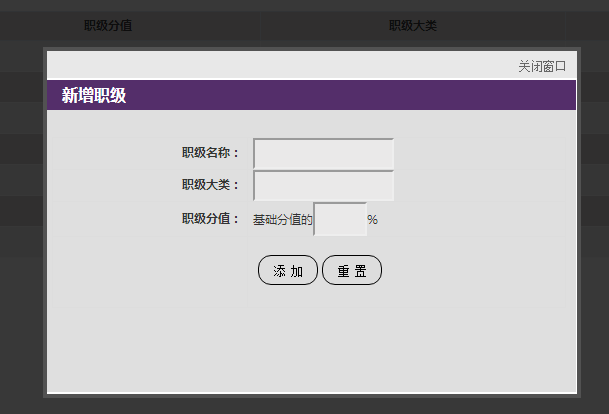 职级分值 职级大类
关闭窗口
新增职级
职级名称：
职级大类：
职级分值： 基础分值的 %
添 加 重 置